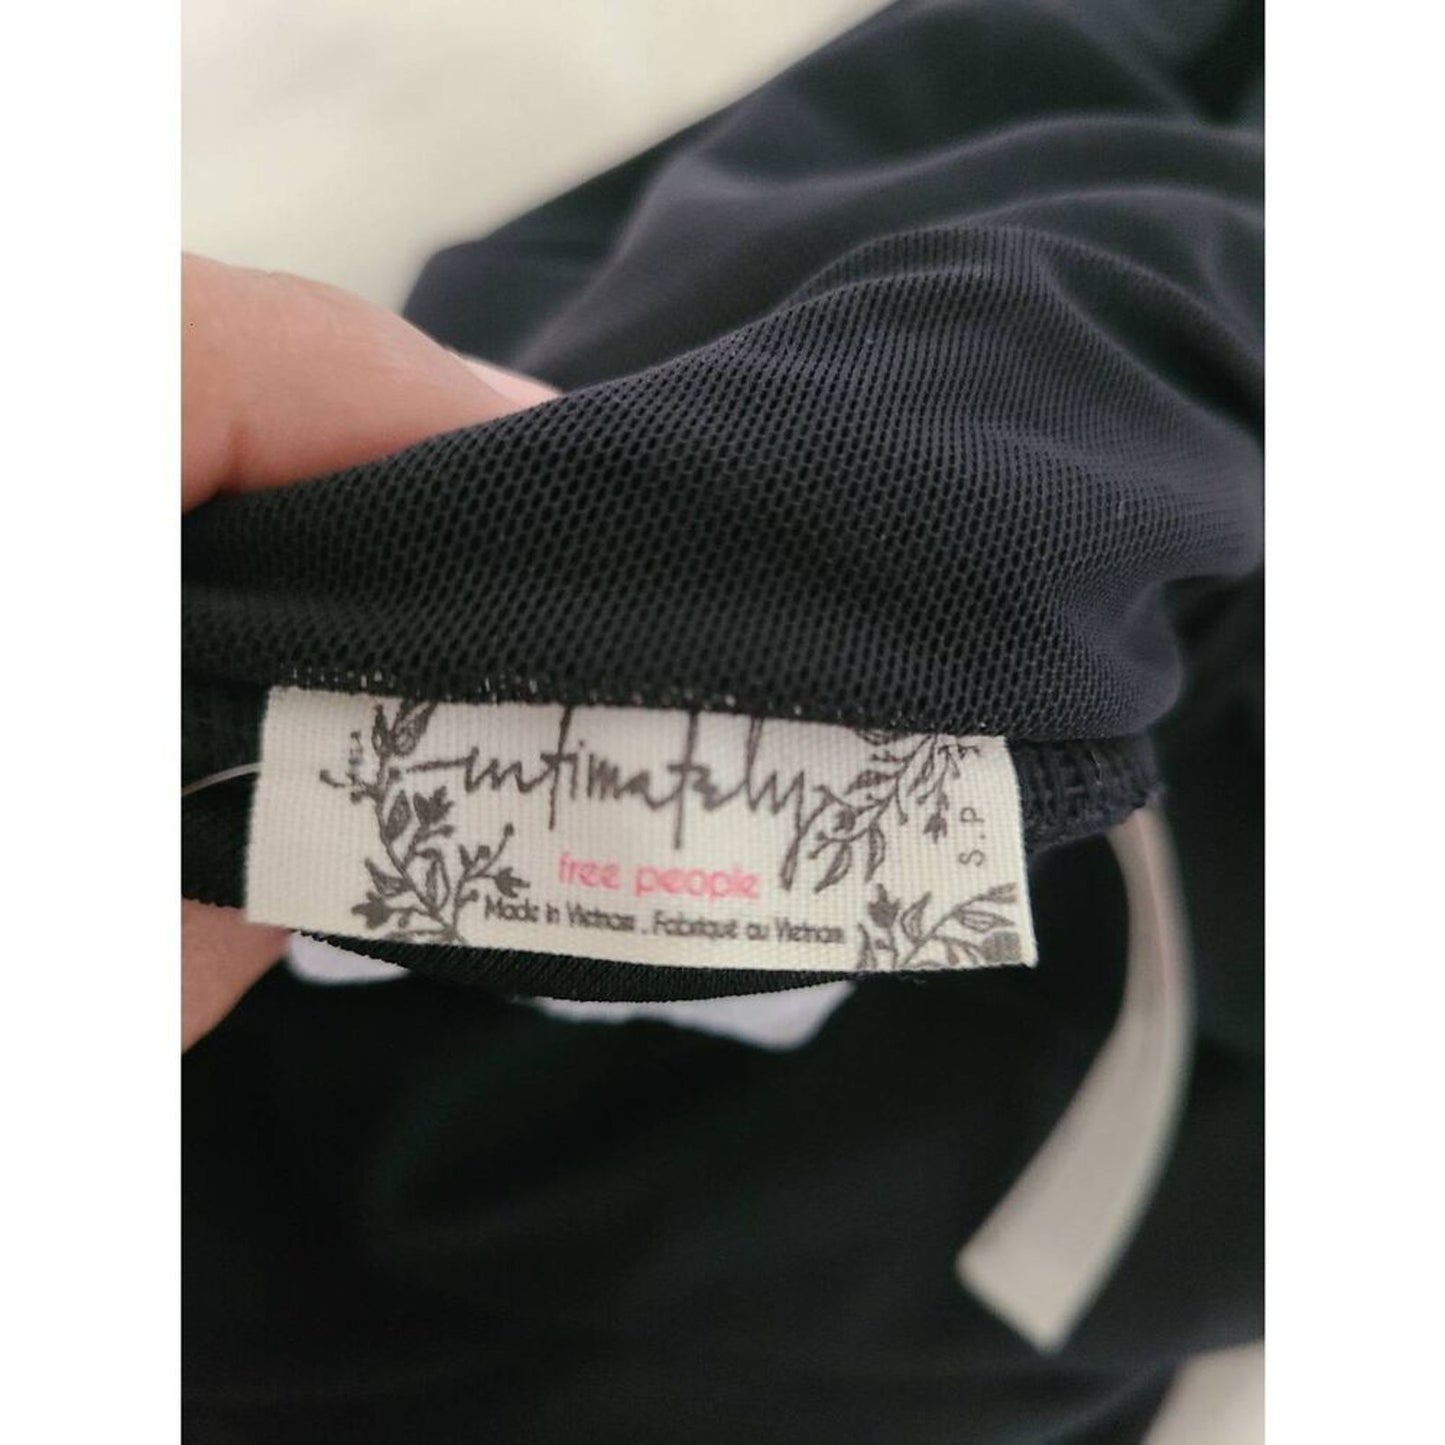 intimately
free people
Made in Vietnam . Fabriqué au Vietnam
S.P